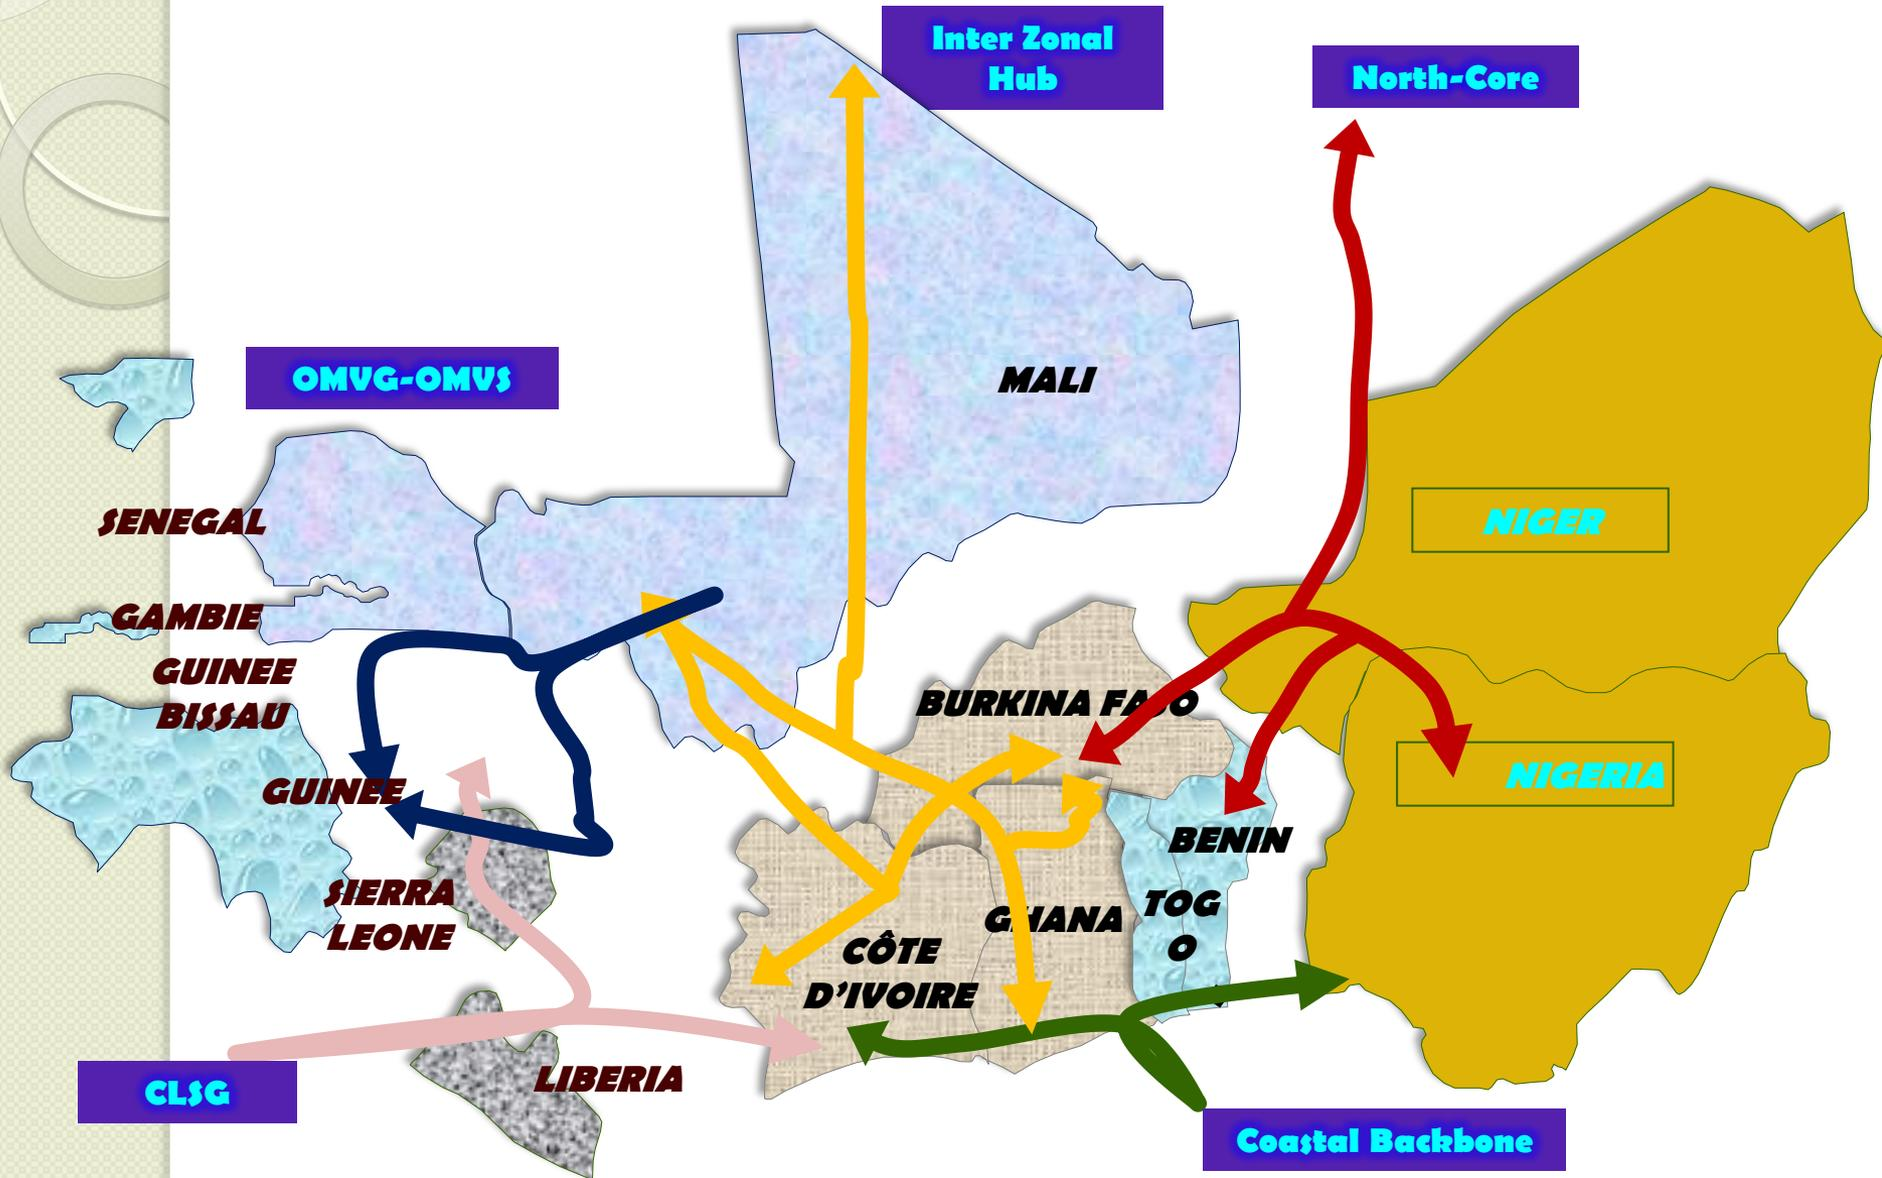 Inter Zonal
Hub
North-Core
OMVG-OMVS
MALI
SENEGAL
NIGER
GAMBIE
GUINEE
BISSAU
BURKINA FASO
GUINEE
NIGERIA
BENIN
SIERRA
LEONE
GHANA
TOG
O
CÔTE
D’IVOIRE
LIBERIA
CLSG
Coastal Backbone